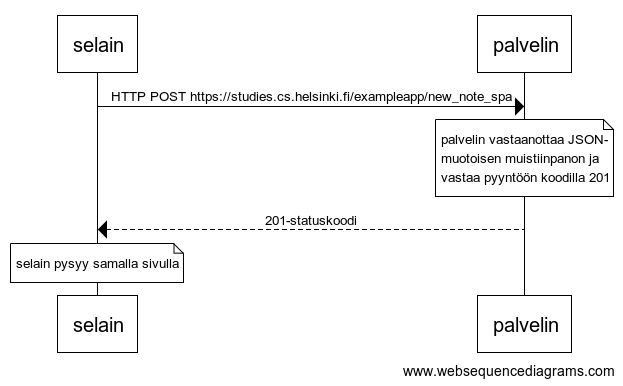 selain
palvelin
HTTP POST https://studies.cs.helsinki.fi/exampleapp/new_note_spa
palvelin vastaanottaa JSON-
muotoisen muistiinpanon ja
vastaa pyyntöön koodilla 201
201-statuskoodi
selain pysyy samalla sivulla
selain
palvelin
www.websequencediagrams.com